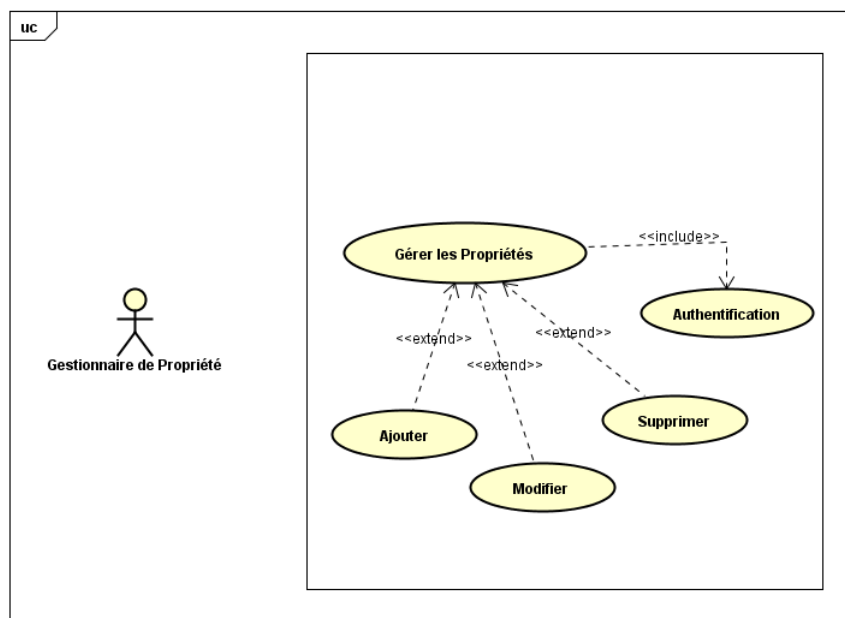 uc
Gérer les Propriétés
<<include>>
Authentification
Gestionnaire de Propriété
<<extend>>
<<extend>>
<<extend>>
Ajouter
Supprimer
Modifier